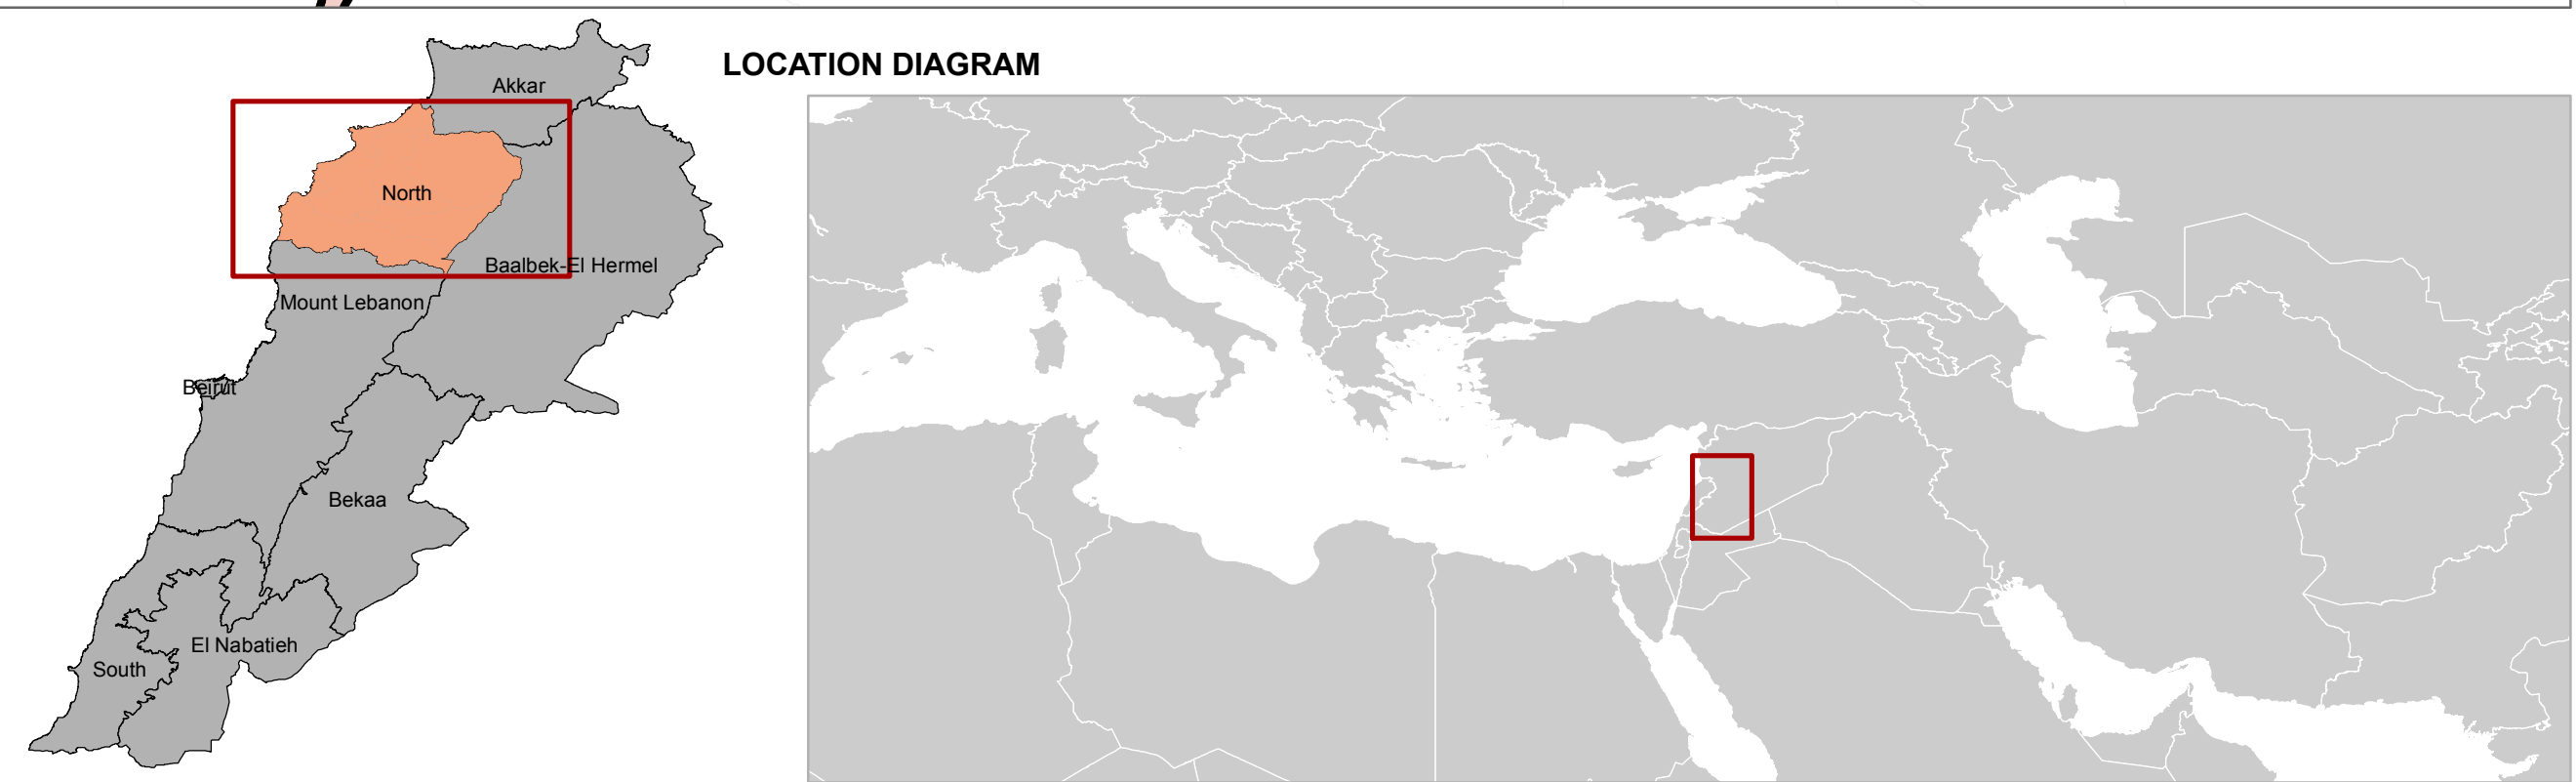 LOCATION DIAGRAM
Akkar
North
Baalbek-El Hermel
Mount Lebanon
Beirut
Bekaa
El Nabatieh
South